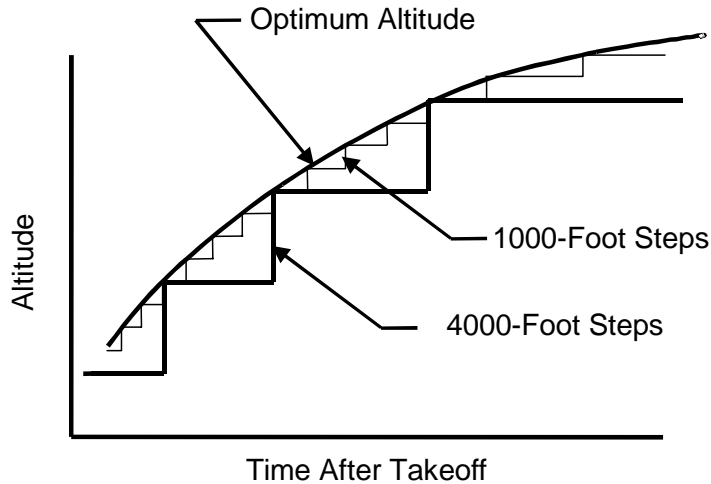 Optimum Altitude
1000-Foot Steps
4000-Foot Steps
Altitude
Time After Takeoff